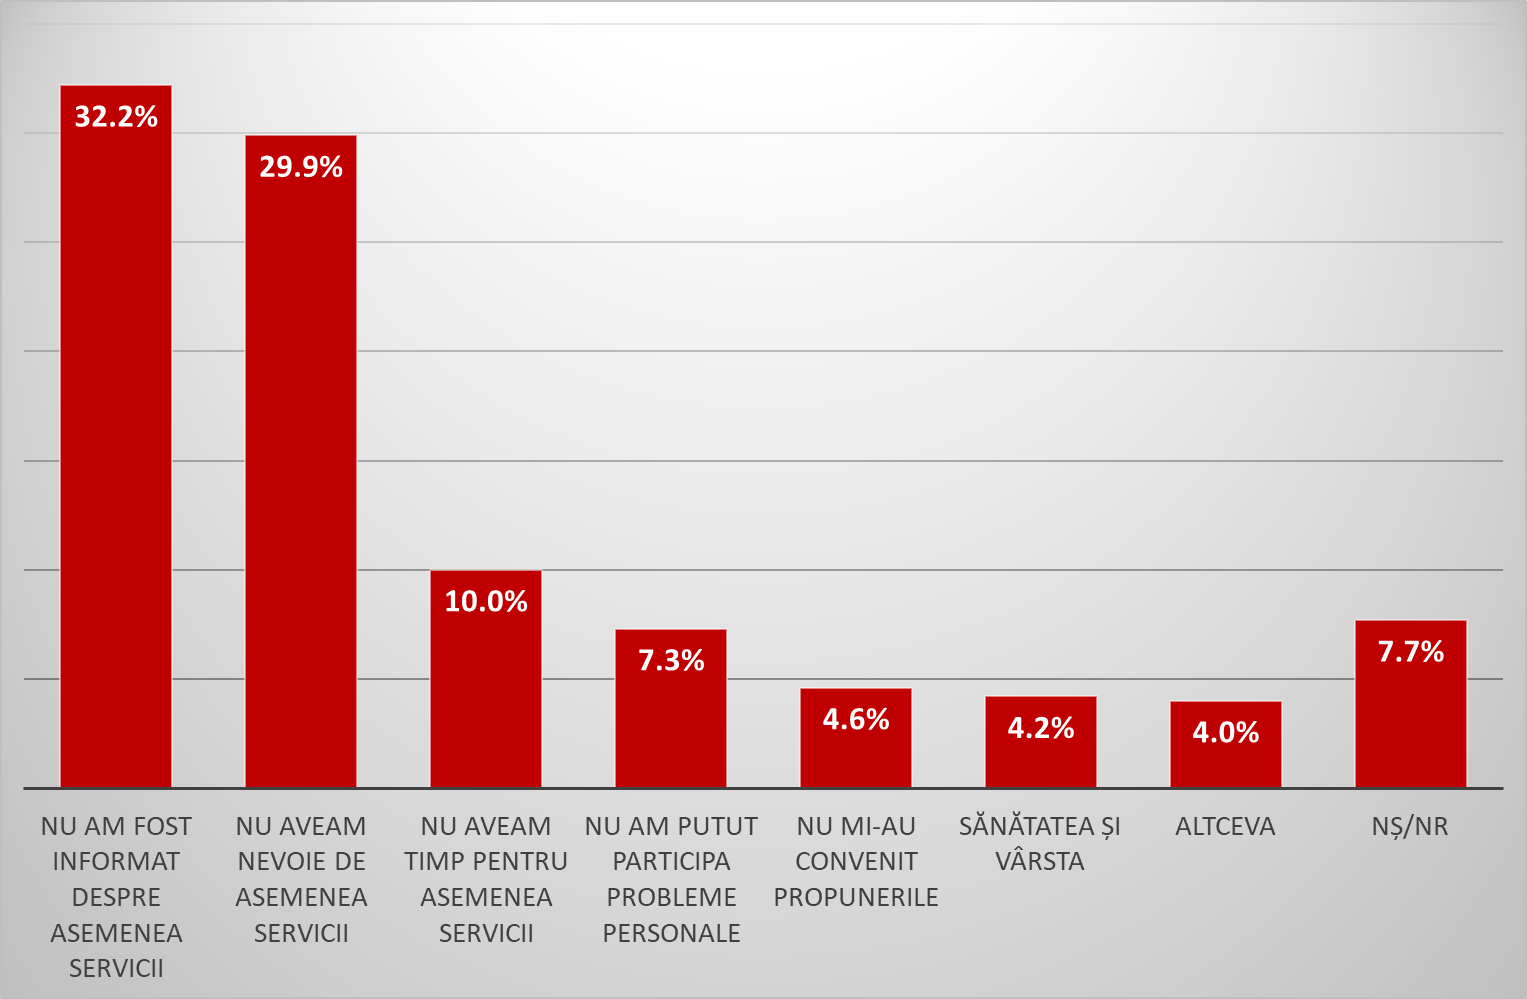 32.2%
29.9%
10.0%
7.3%
4.6%
4.2%
4.0%
7.7%
NU AM FOST
INFORMAT
DESPRE
ASEMENEA
SERVICII
NU AVEAM
NEVOIE DE
ASEMENEA
SERVICII
NU AVEAM
TIMP PENTRU
ASEMENEA
SERVICII
NU AM PUTUT
PARTICIPA
PROBLEME
PERSONALE
NU MI-AU
CONVENIT
PROPUNERILE
SĂNĂTATEA ȘI
VÂRSTA
ALTCEVA
NȘ/NR